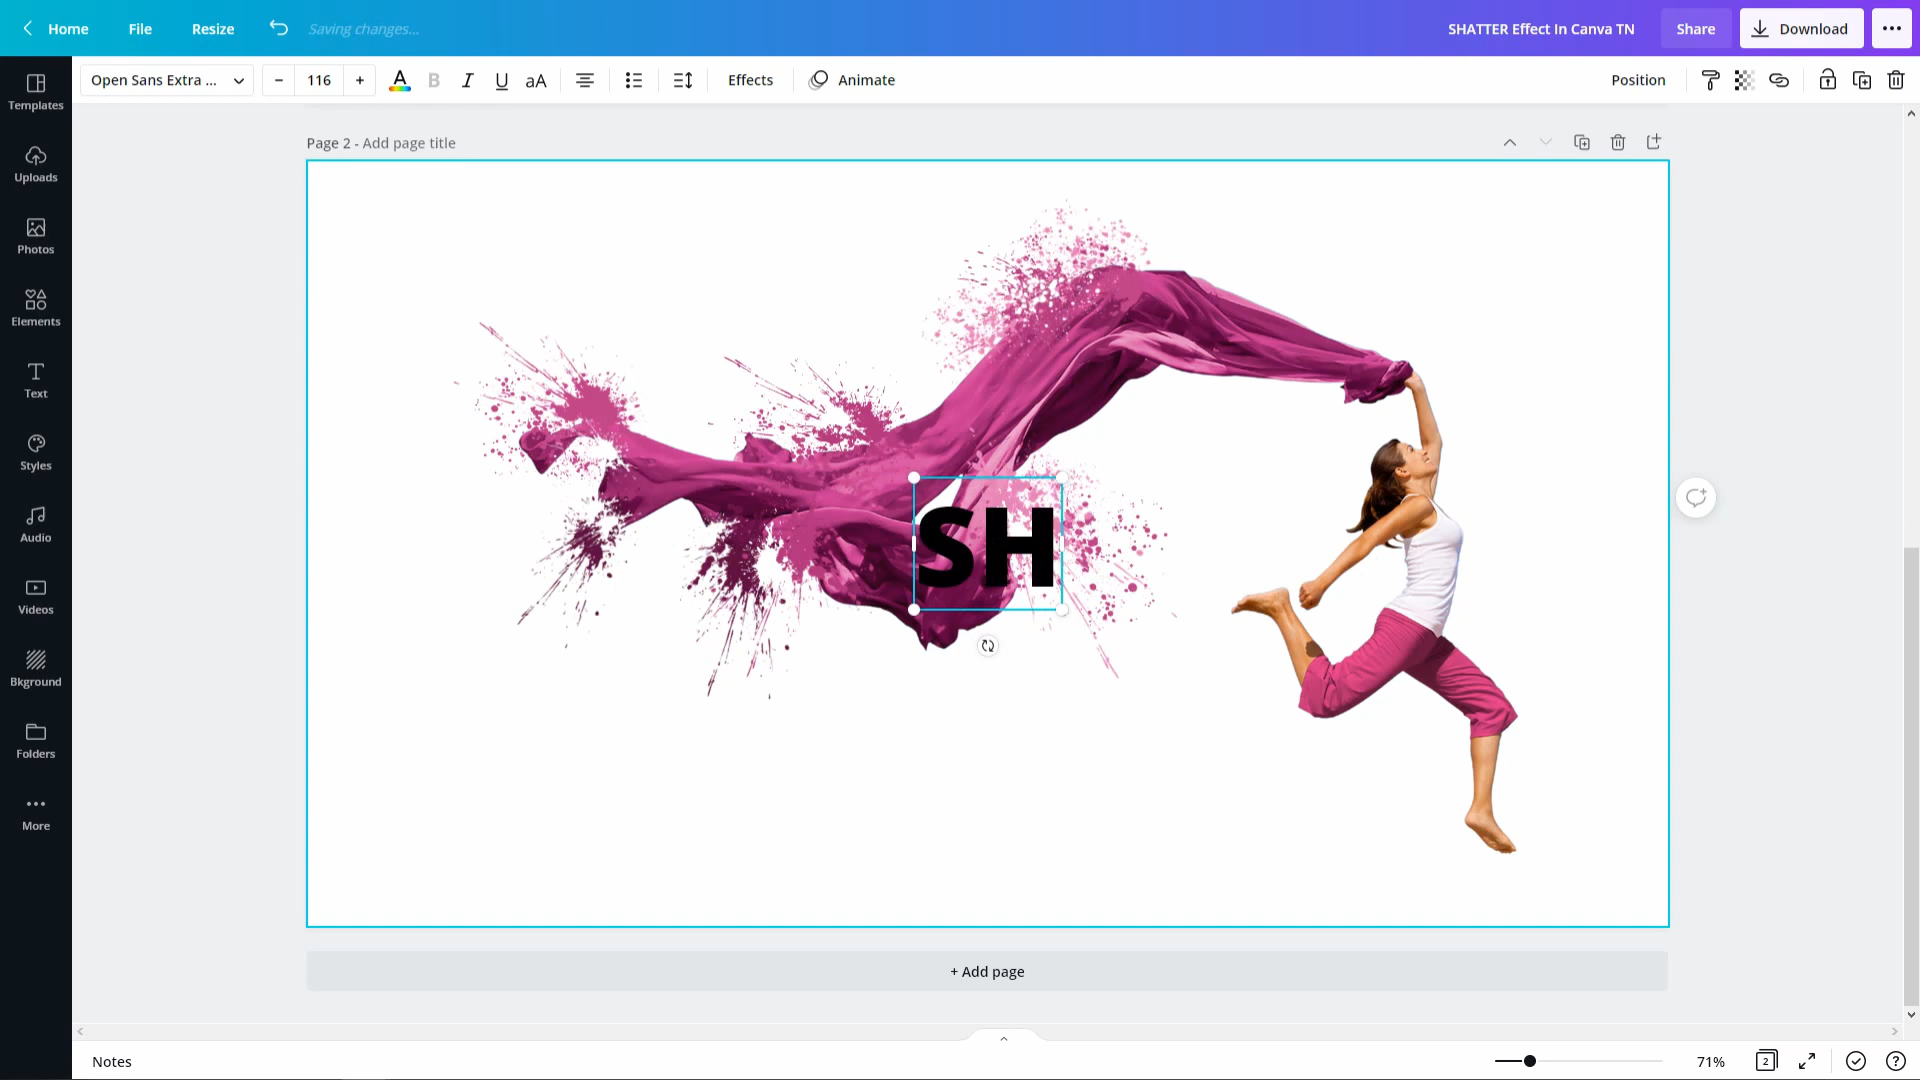 Home File Resize Saving changes... SHATTER Effect In Canva TN Share Download
Open Sans Extra ... − 116 + A B I U aA Effects Animate Position
Templates
Uploads
Photos
Elements
Text
Styles
Audio
Videos
Bkground
Folders
More
Page 2 - Add page title
SH
+ Add page
Notes 71% 2 ?